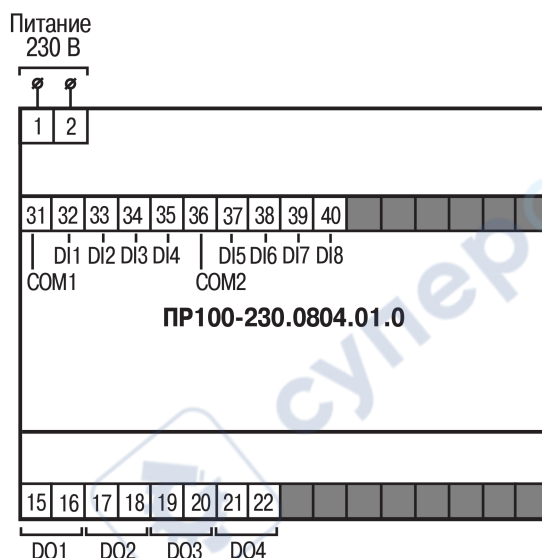 Питание
230 В
1 2
31 32 33 34 35 36 37 38 39 40
DI1 DI2 DI3 DI4 DI5 DI6 DI7 DI8
COM1 COM2
ПР100-230.0804.01.0
супер
15 16 17 18 19 20 21 22
DO1 DO2 DO3 DO4